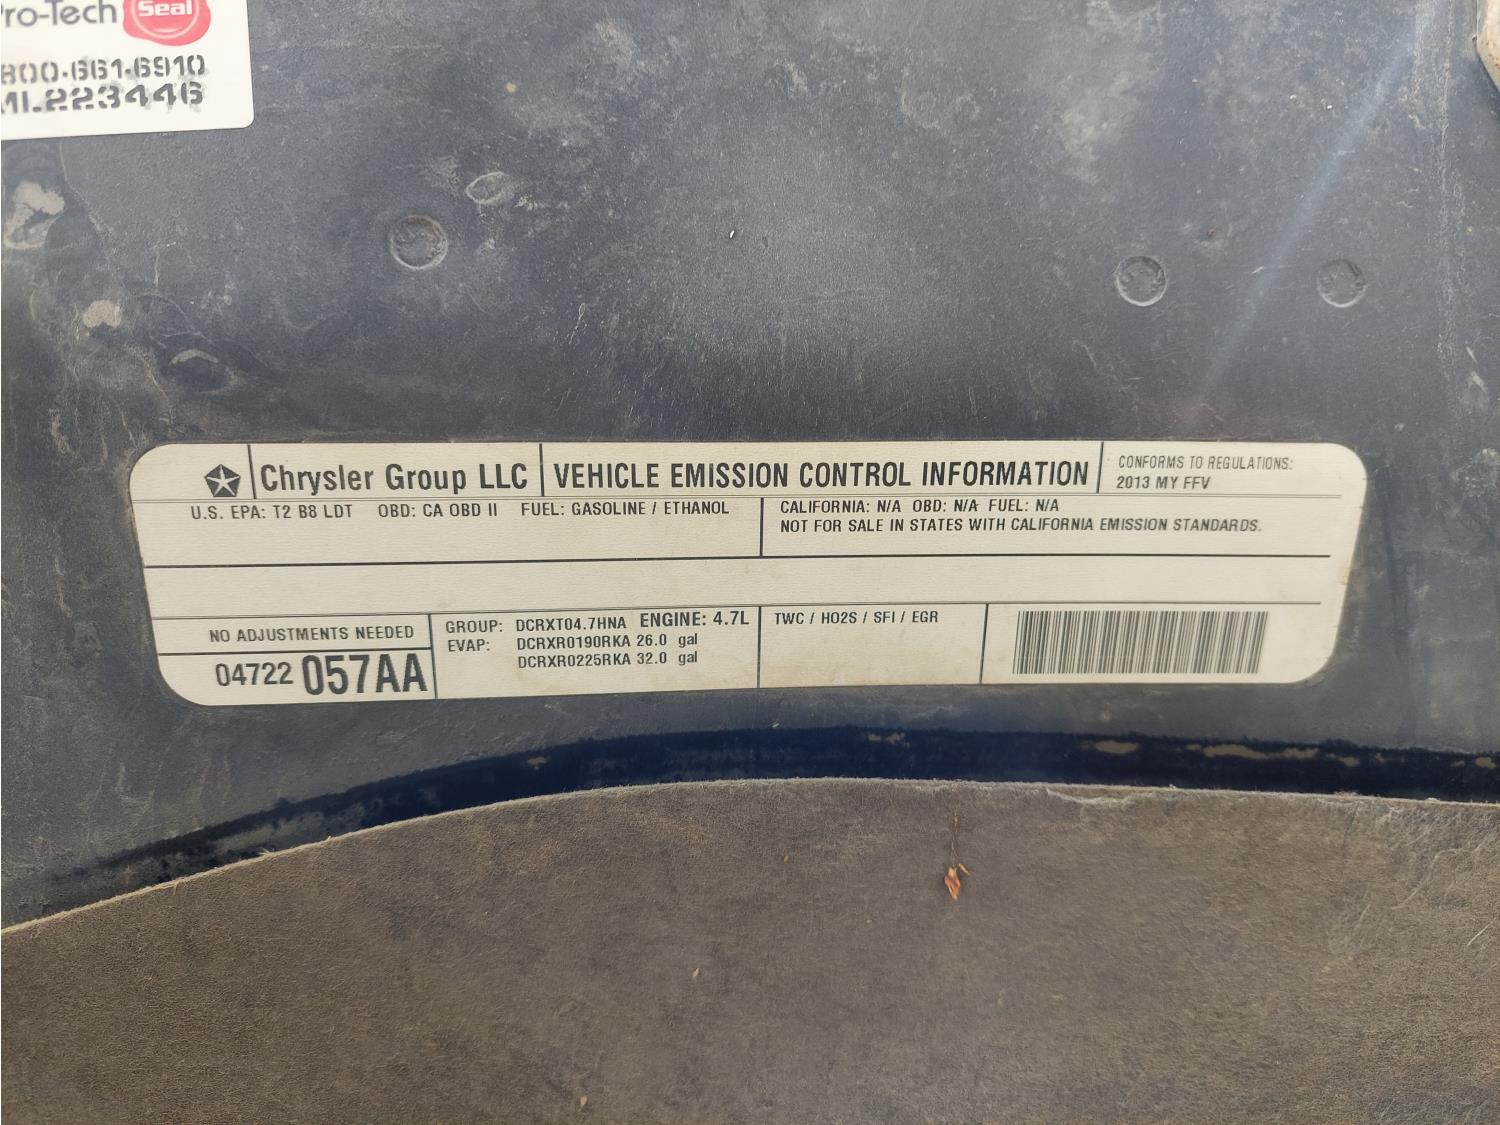 ro-Tech Seal
800-661-6910
223446
Chrysler Group LLC VEHICLE EMISSION CONTROL INFORMATION
CONFORMS TO REGULATIONS:
2013 MY FFV
U.S. EPA: T2 B8 LDT OBD: CA OBD II FUEL: GASOLINE / ETHANOL
CALIFORNIA: N/A OBD: N/A FUEL: N/A
NOT FOR SALE IN STATES WITH CALIFORNIA EMISSION STANDARDS.
NO ADJUSTMENTS NEEDED
04722 057AA
GROUP: DCRXT04.7HNA ENGINE: 4.7L
EVAP: DCRXR0190RKA 26.0 gal
DCRXR0225RKA 32.0 gal
TWC / HO2S / SFI / EGR